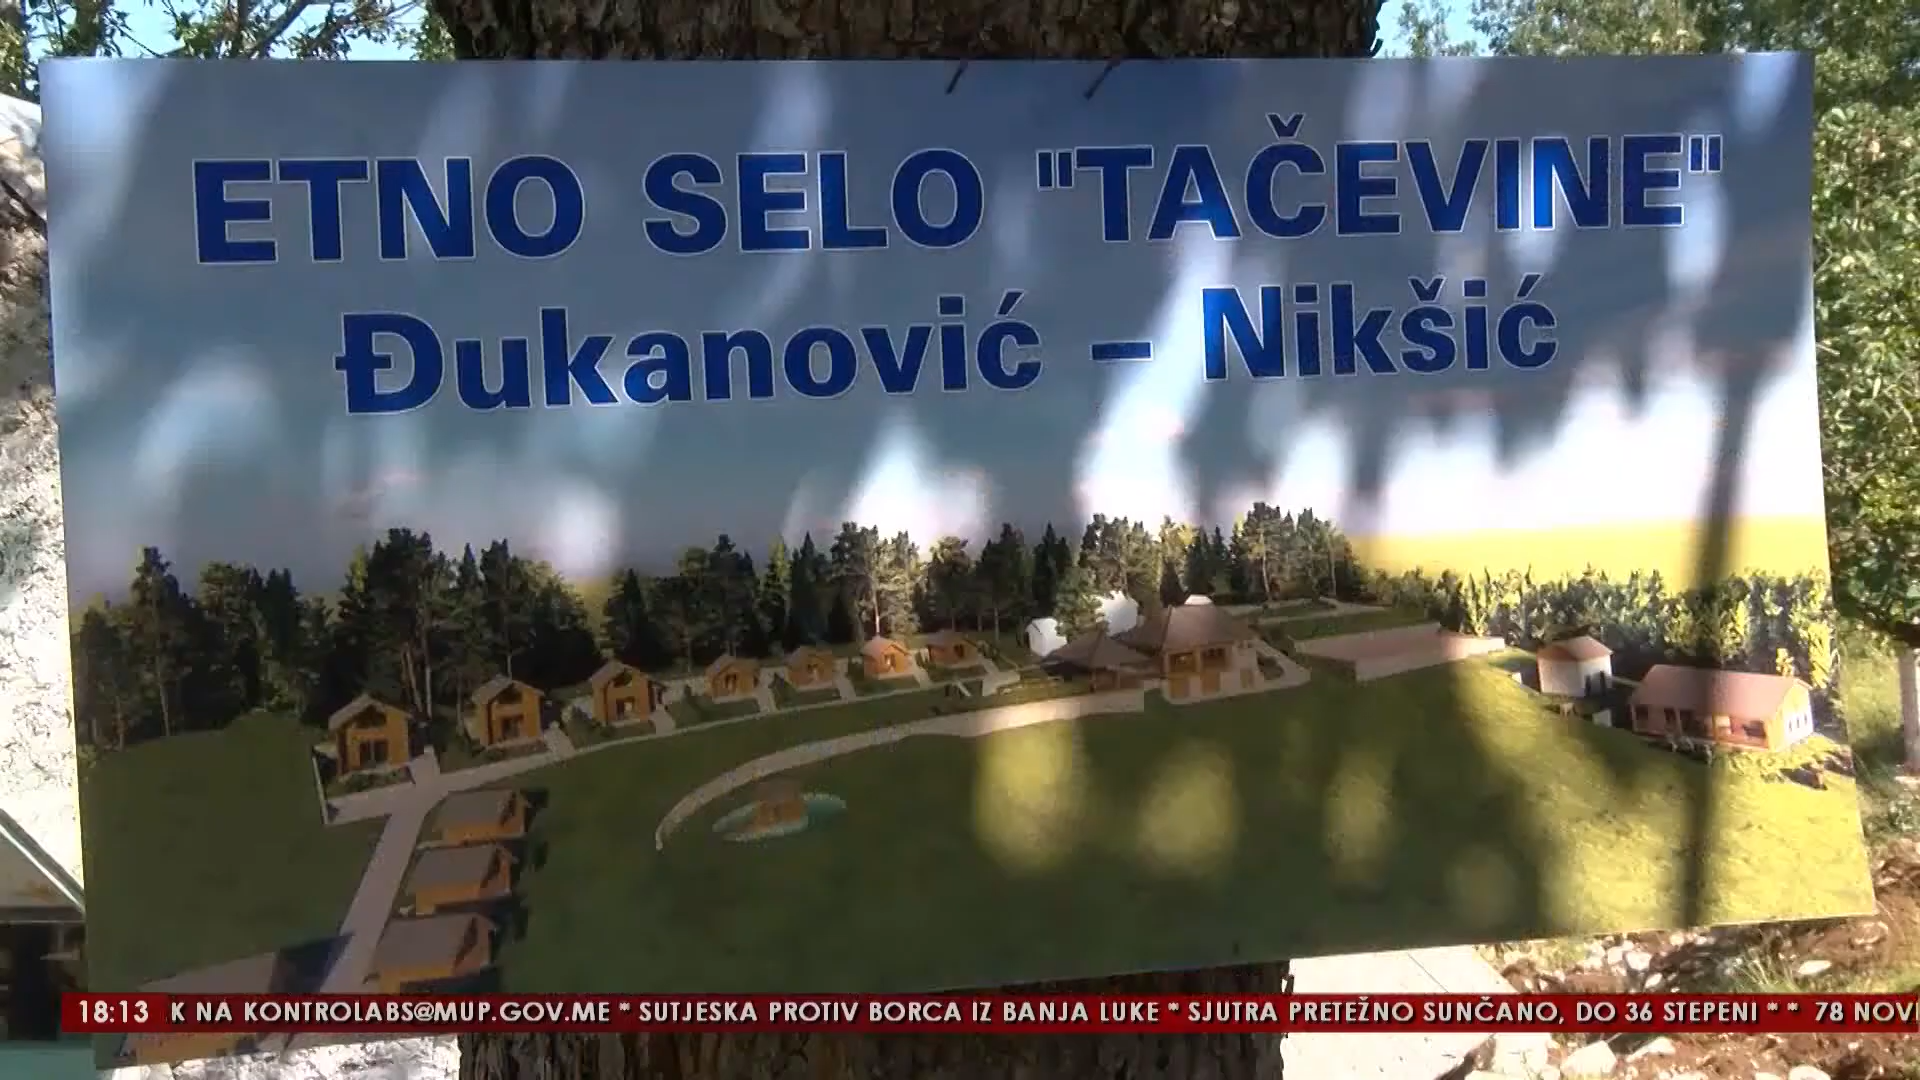 ETNO SELO "TAČEVINE"
Đukanović – Nikšić
18:13 K NA KONTROLABS@MUP.GOV.ME * SUTJESKA PROTIV BORCA IZ BANJA LUKE * SJUTRA PRETEŽNO SUNČANO, DO 36 STEPENI * * 78 NOVI